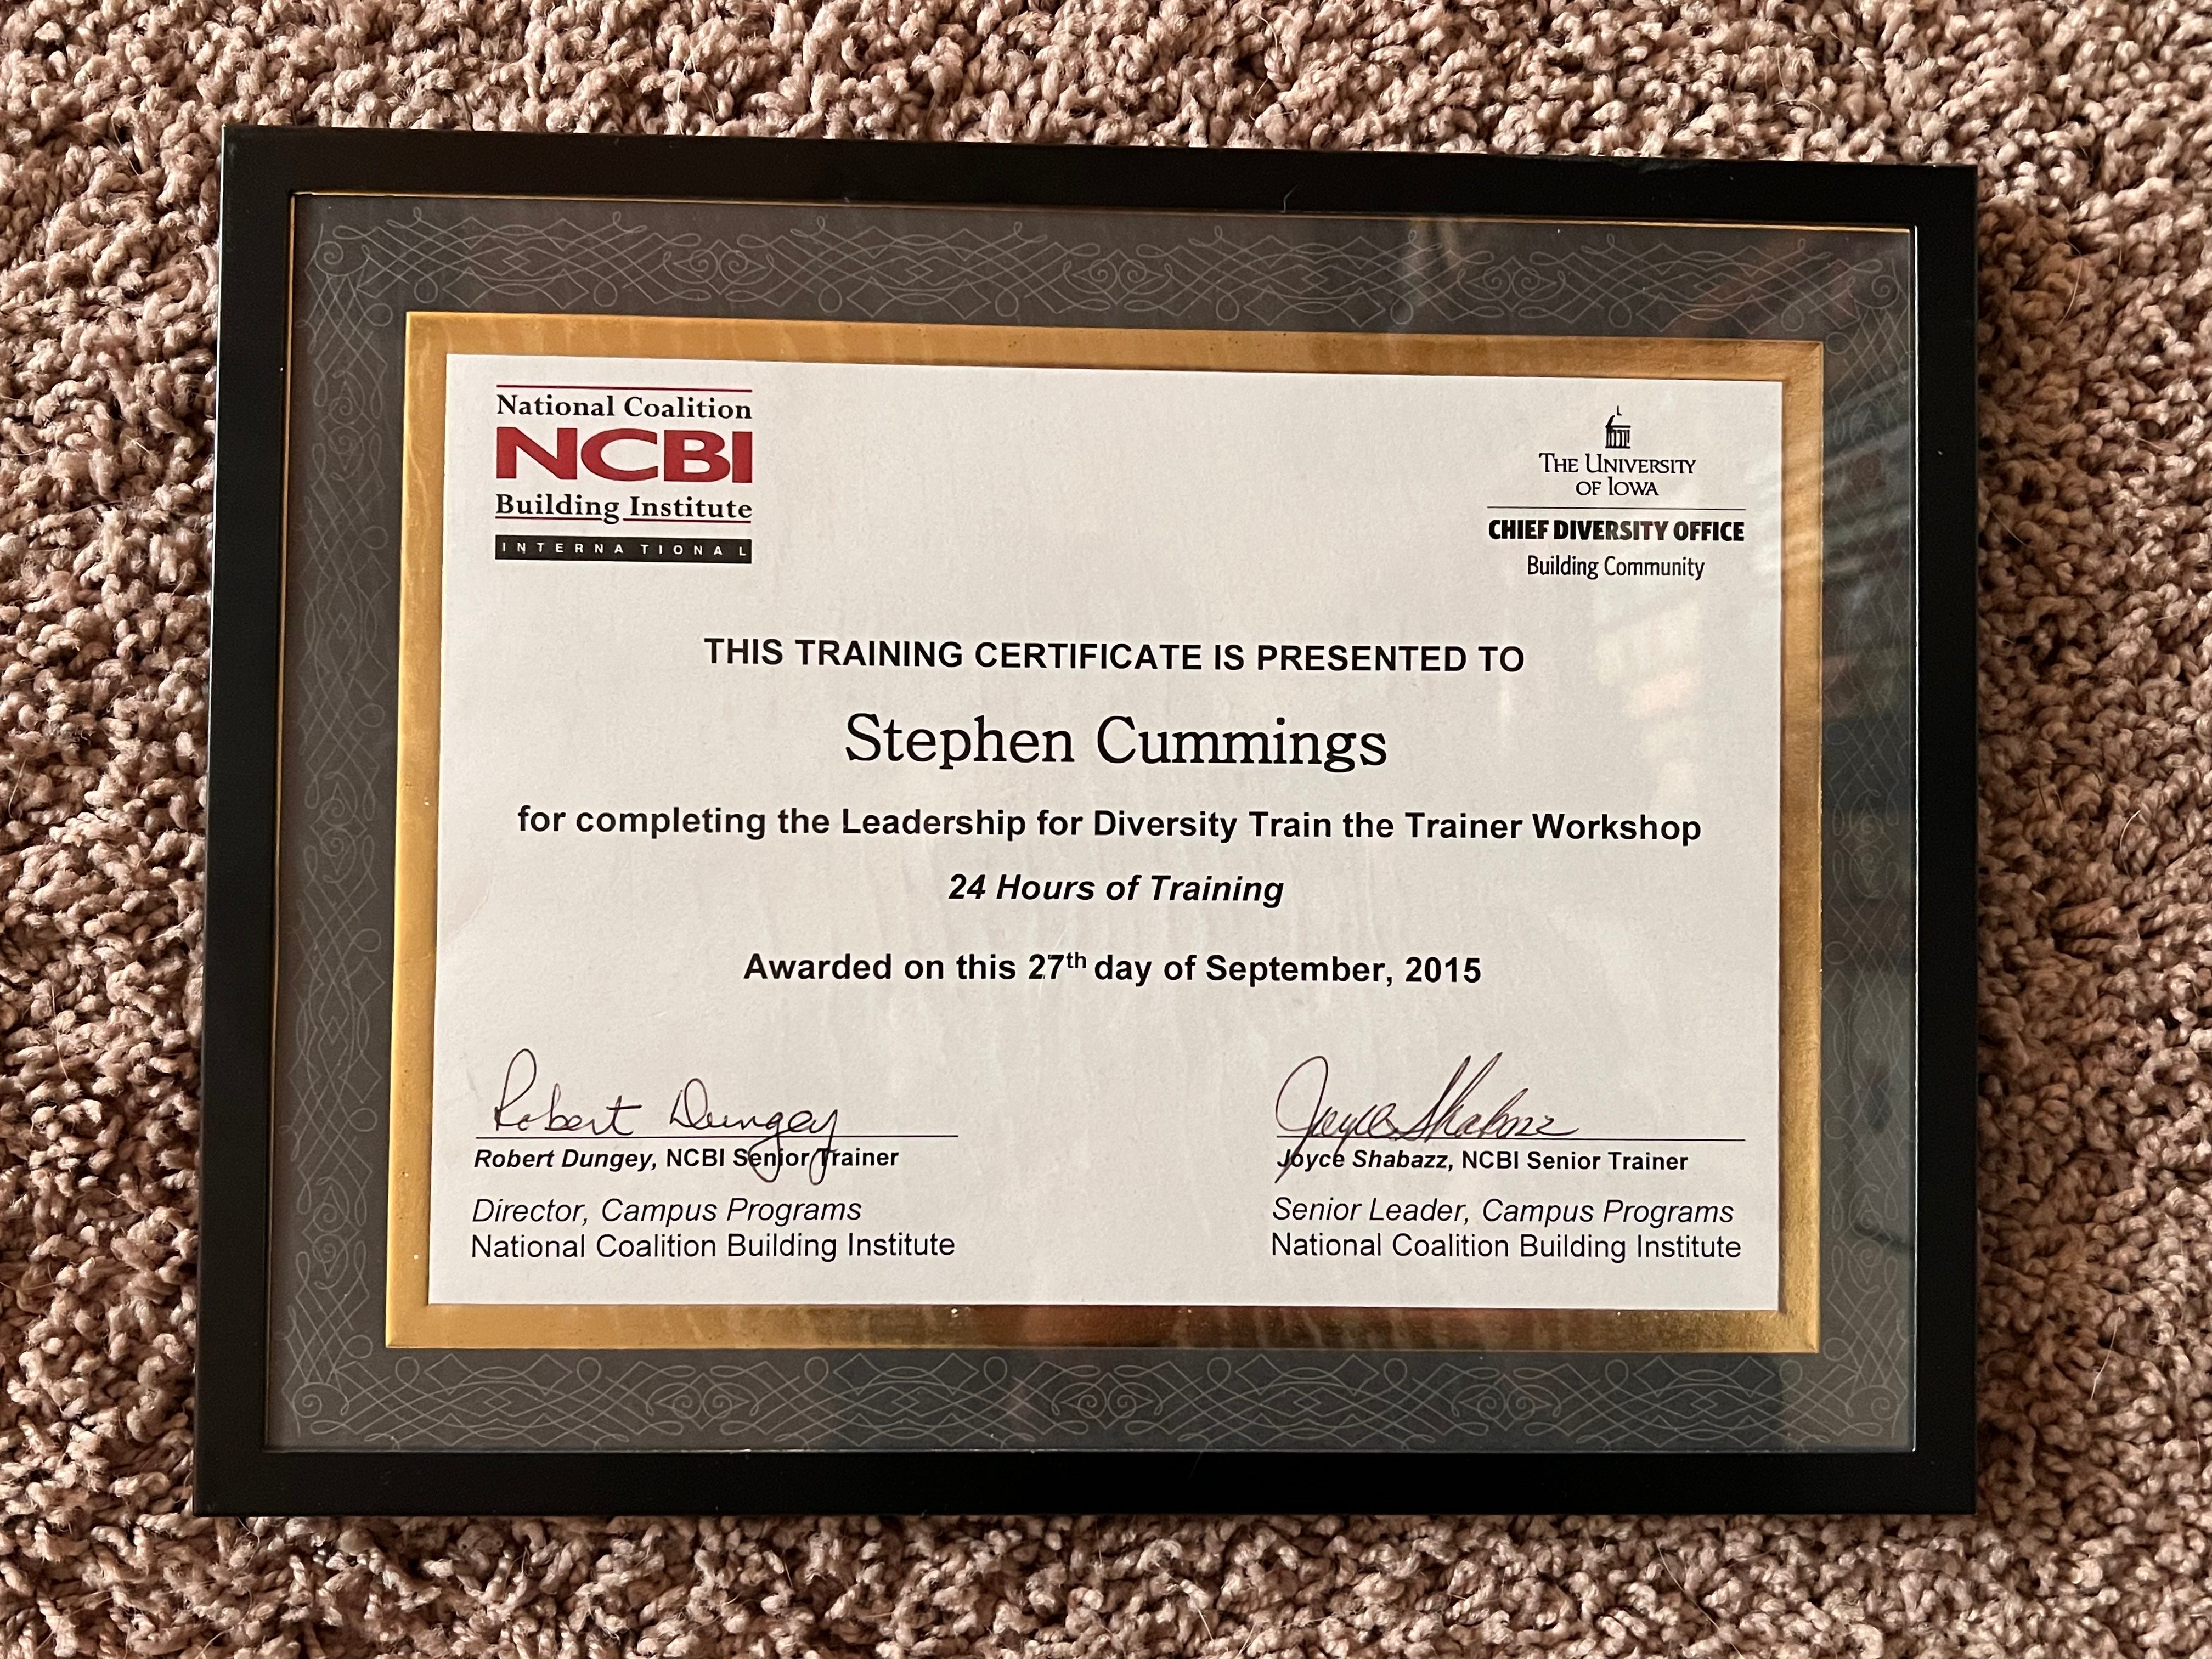 National Coalition
NCBI
Building Institute
INTERNATIONAL
THE UNIVERSITY
OF IOWA
CHIEF DIVERSITY OFFICE
Building Community
THIS TRAINING CERTIFICATE IS PRESENTED TO
Stephen Cummings
for completing the Leadership for Diversity Train the Trainer Workshop
24 Hours of Training
Awarded on this 27th day of September, 2015
Robert Dungey
Robert Dungey, NCBI Senior Trainer
Director, Campus Programs
National Coalition Building Institute
Joyce Shabazz
Joyce Shabazz, NCBI Senior Trainer
Senior Leader, Campus Programs
National Coalition Building Institute